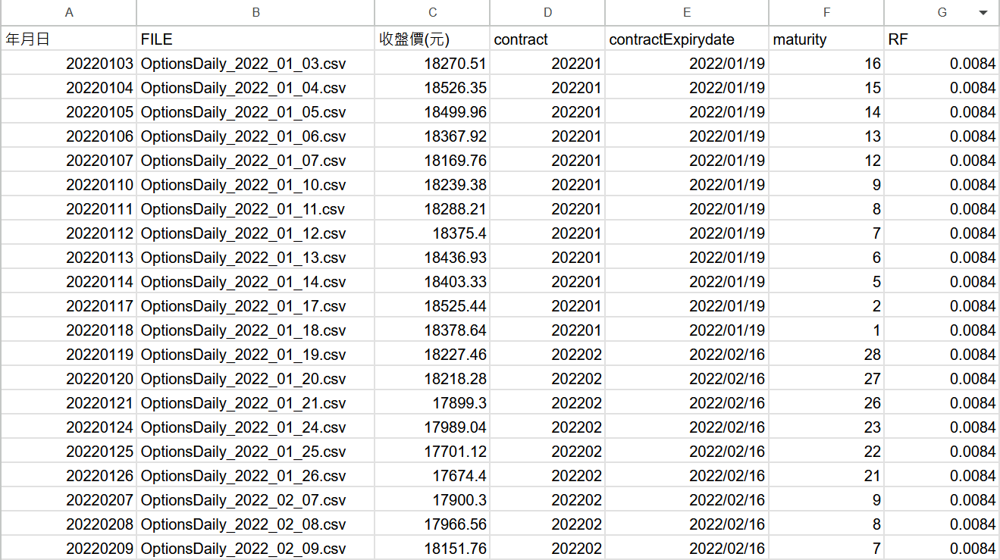 A B C D E F G
年月日 FILE 收盤價(元) contract contractExpirydate maturity RF
20220103 OptionsDaily_2022_01_03.csv 18270.51 202201 2022/01/19 16 0.0084
20220104 OptionsDaily_2022_01_04.csv 18526.35 202201 2022/01/19 15 0.0084
20220105 OptionsDaily_2022_01_05.csv 18499.96 202201 2022/01/19 14 0.0084
20220106 OptionsDaily_2022_01_06.csv 18367.92 202201 2022/01/19 13 0.0084
20220107 OptionsDaily_2022_01_07.csv 18169.76 202201 2022/01/19 12 0.0084
20220110 OptionsDaily_2022_01_10.csv 18239.38 202201 2022/01/19 9 0.0084
20220111 OptionsDaily_2022_01_11.csv 18288.21 202201 2022/01/19 8 0.0084
20220112 OptionsDaily_2022_01_12.csv 18375.4 202201 2022/01/19 7 0.0084
20220113 OptionsDaily_2022_01_13.csv 18436.93 202201 2022/01/19 6 0.0084
20220114 OptionsDaily_2022_01_14.csv 18403.33 202201 2022/01/19 5 0.0084
20220117 OptionsDaily_2022_01_17.csv 18525.44 202201 2022/01/19 2 0.0084
20220118 OptionsDaily_2022_01_18.csv 18378.64 202201 2022/01/19 1 0.0084
20220119 OptionsDaily_2022_01_19.csv 18227.46 202202 2022/02/16 28 0.0084
20220120 OptionsDaily_2022_01_20.csv 18218.28 202202 2022/02/16 27 0.0084
20220121 OptionsDaily_2022_01_21.csv 17899.3 202202 2022/02/16 26 0.0084
20220124 OptionsDaily_2022_01_24.csv 17989.04 202202 2022/02/16 23 0.0084
20220125 OptionsDaily_2022_01_25.csv 17701.12 202202 2022/02/16 22 0.0084
20220126 OptionsDaily_2022_01_26.csv 17674.4 202202 2022/02/16 21 0.0084
20220207 OptionsDaily_2022_02_07.csv 17900.3 202202 2022/02/16 9 0.0084
20220208 OptionsDaily_2022_02_08.csv 17966.56 202202 2022/02/16 8 0.0084
20220209 OptionsDaily_2022_02_09.csv 18151.76 202202 2022/02/16 7 0.0084